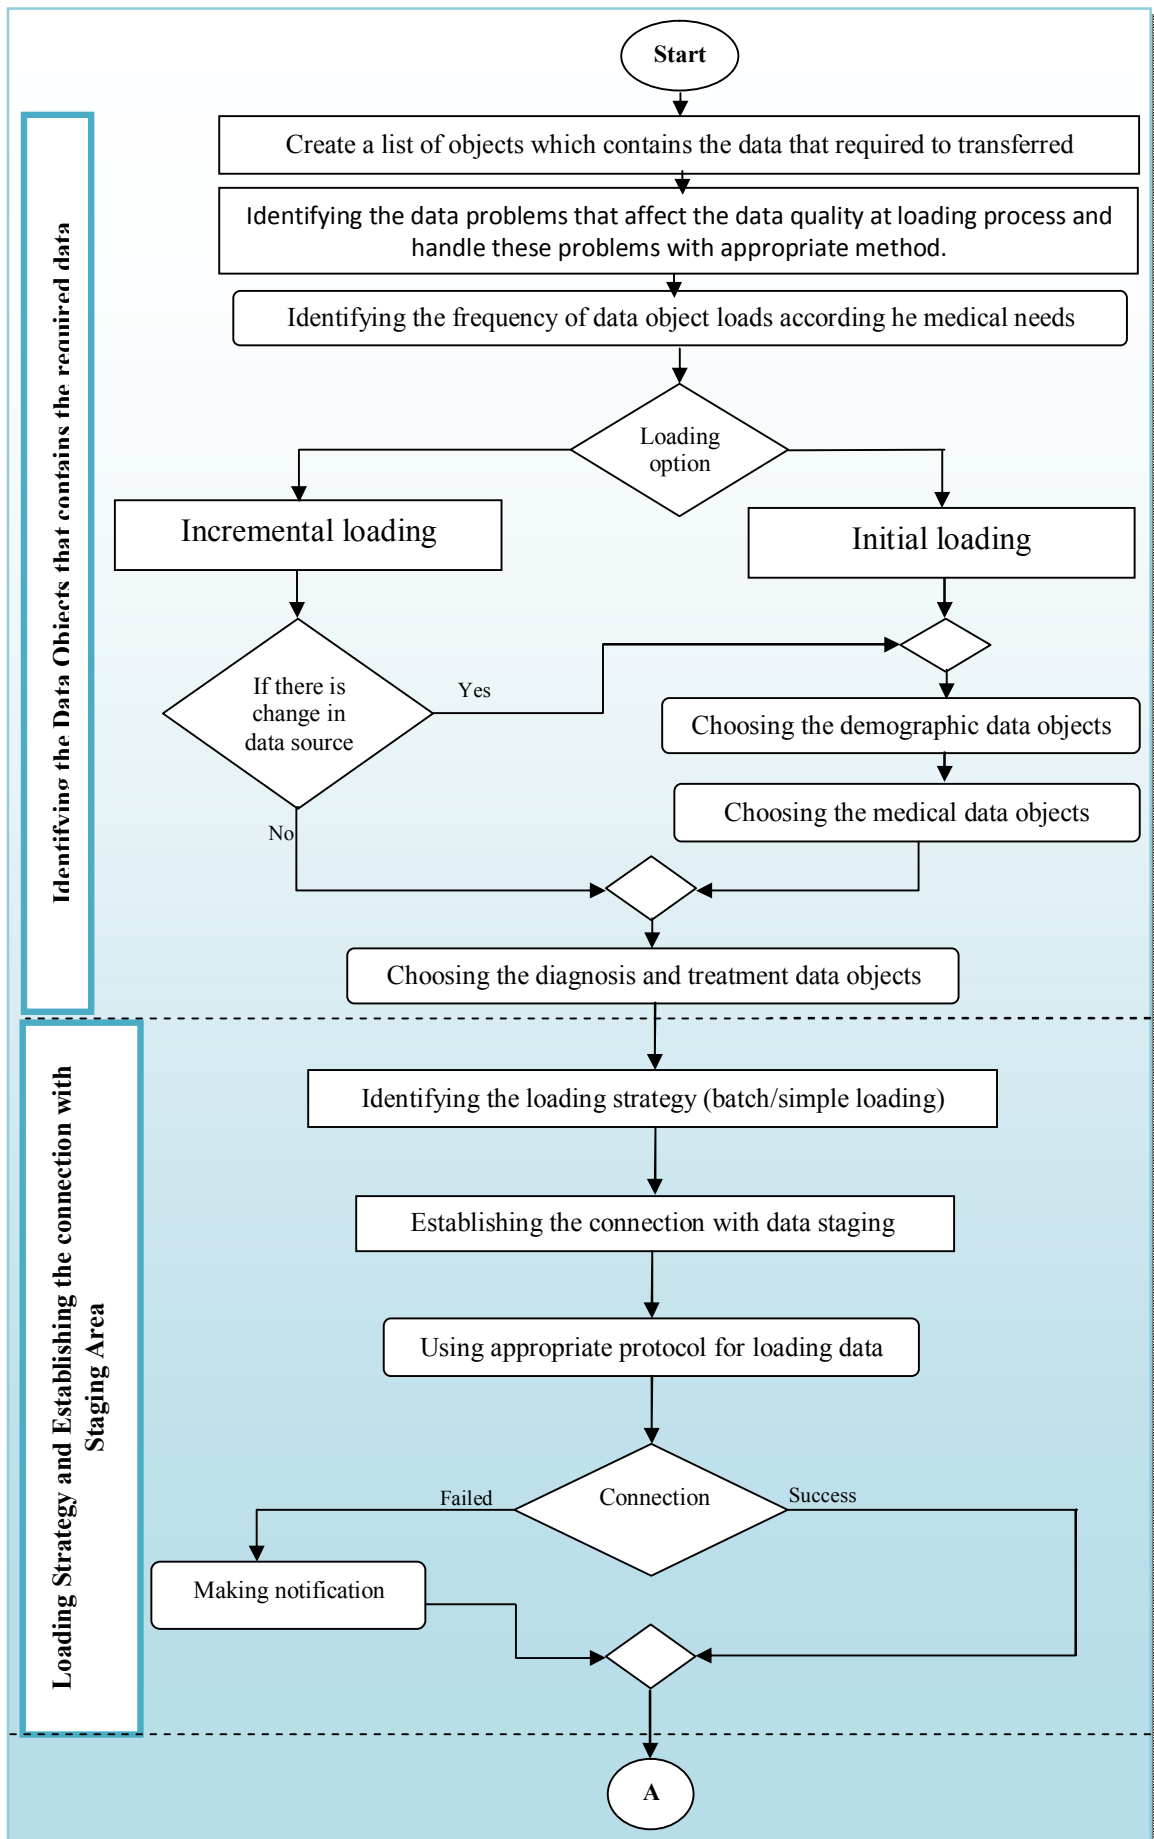 Start
Create a list of objects which contains the data that required to transferred
Identifying the data problems that affect the data quality at loading process and
handle these problems with appropriate method.
Identifying the frequency of data object loads according he medical needs
Loading
option
Incremental loading
Initial loading
If there is
change in
data source
Yes
No
Choosing the demographic data objects
Choosing the medical data objects
Choosing the diagnosis and treatment data objects
Identifying the Data Objects that contains the required data
Identifying the loading strategy (batch/simple loading)
Establishing the connection with data staging
Using appropriate protocol for loading data
Connection
Failed
Success
Making notification
Loading Strategy and Establishing the connection with
Staging Area
A